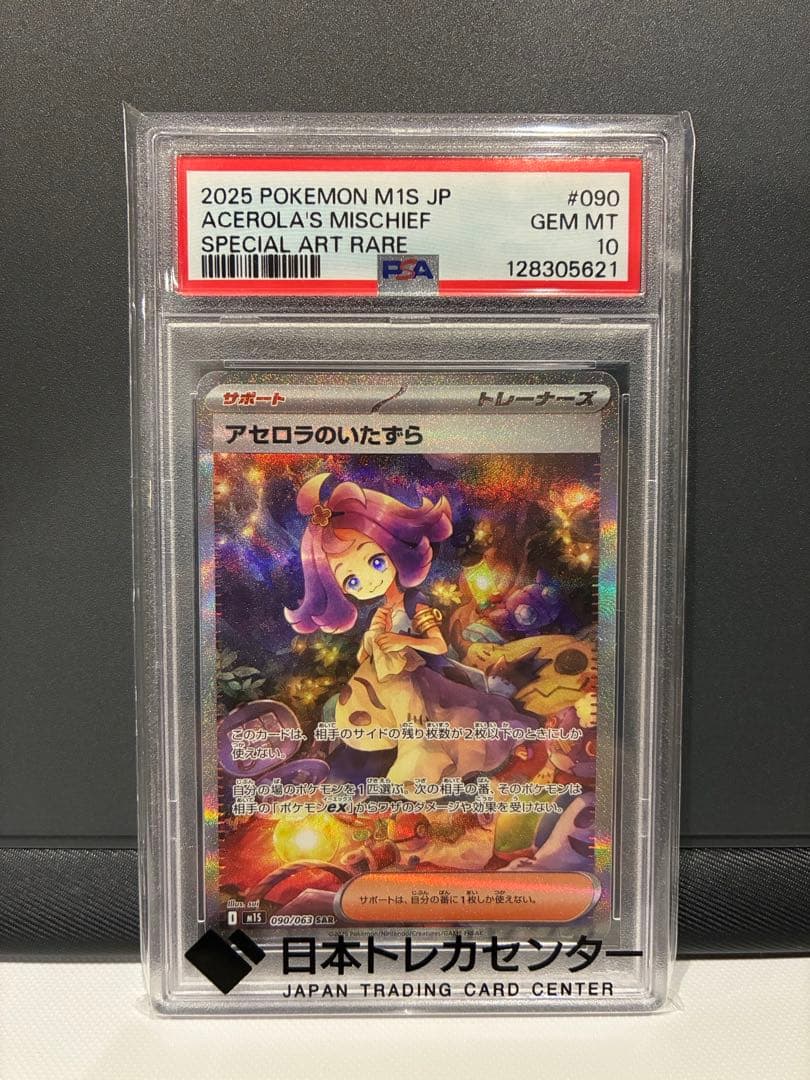 2025 POKEMON M1S JP #090
ACEROLA'S MISCHIEF GEM MT
SPECIAL ART RARE 10
PSA 128305621
サポート トレーナーズ
アセロラのいたずら
このカードは、相手のサイドの残り枚数が2枚以下のときにしか
使えない。
自分の場のポケモンを1匹選ぶ。次の相手の番、そのポケモンは
相手の「ポケモンex」からワザのダメージや効果を受けない。
サポートは、自分の番に1枚しか使えない。
Illus. suj
M1S 090/063 SAR
©2025 Pokémon/Nintendo/Creatures/GAME FREAK
日本トレカセンター
JAPAN TRADING CARD CENTER